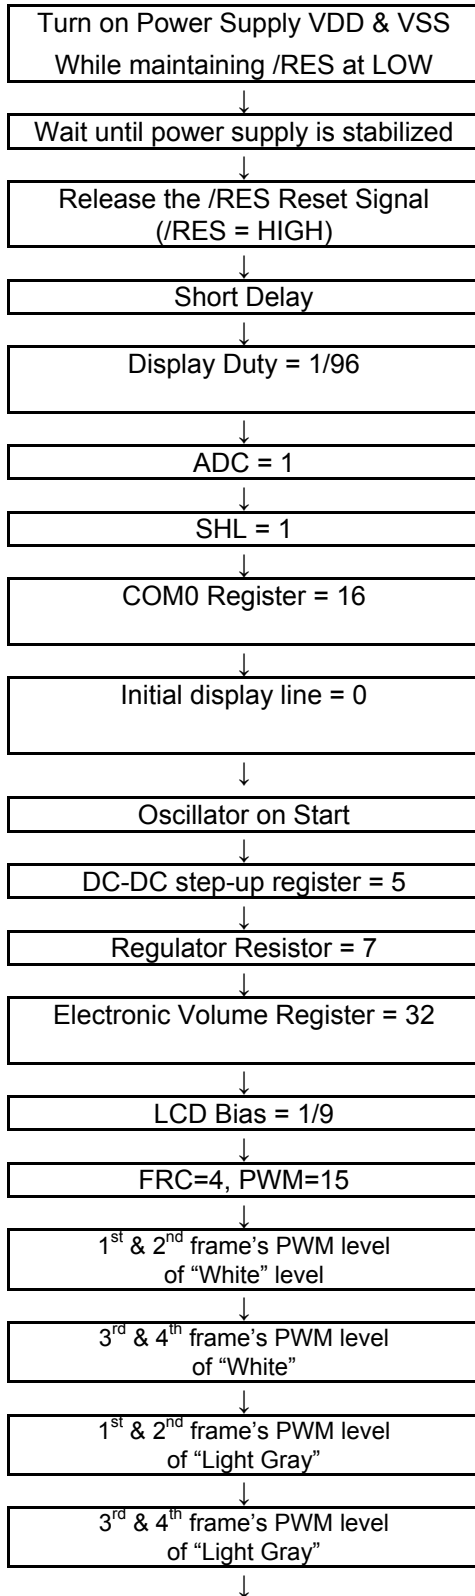 Turn on Power Supply VDD & VSS
While maintaining /RES at LOW
↓
Wait until power supply is stabilized
↓
Release the /RES Reset Signal
(/RES = HIGH)
↓
Short Delay
↓
Display Duty = 1/96
↓
ADC = 1
↓
SHL = 1
↓
COM0 Register = 16
↓
Initial display line = 0
↓
Oscillator on Start
↓
DC-DC step-up register = 5
↓
Regulator Resistor = 7
↓
Electronic Volume Register = 32
↓
LCD Bias = 1/9
↓
FRC=4, PWM=15
↓
1st & 2nd frame’s PWM level
of “White” level
↓
3rd & 4th frame’s PWM level
of “White”
↓
1st & 2nd frame’s PWM level
of “Light Gray”
↓
3rd & 4th frame’s PWM level
of “Light Gray”
↓